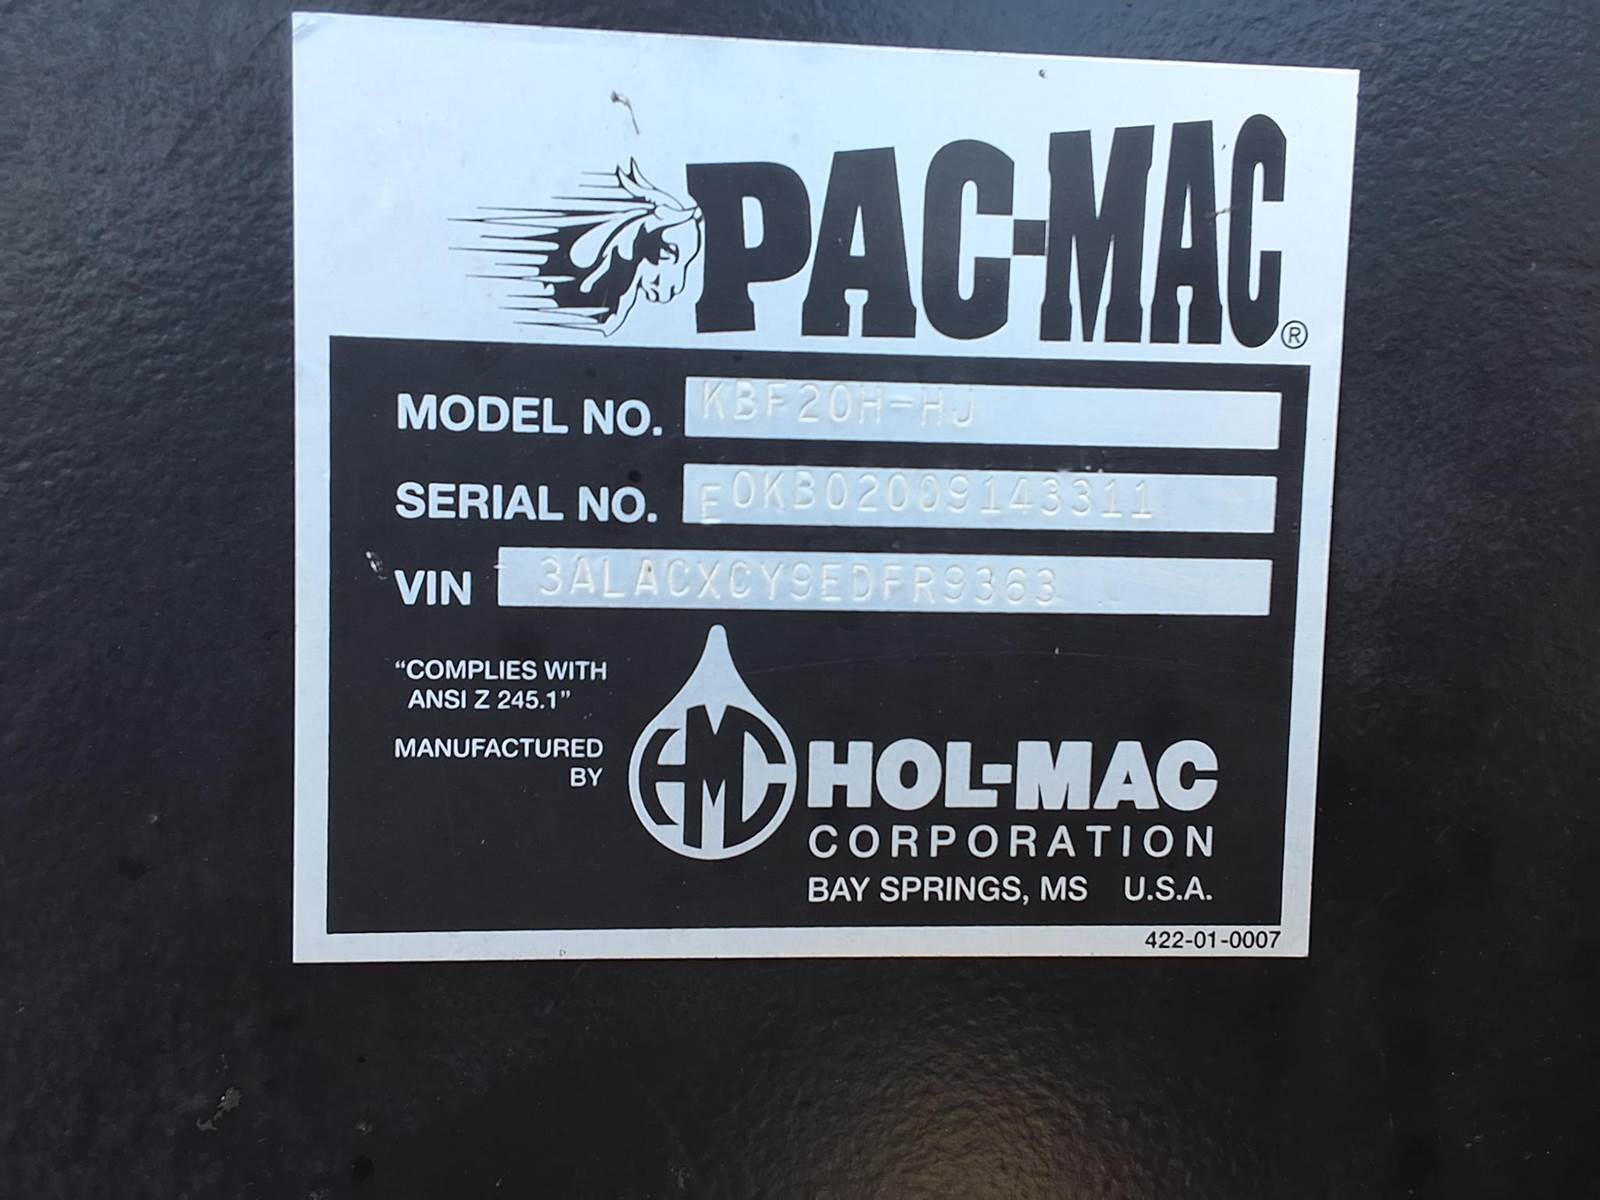 PAC-MAC®
MODEL NO. KBF20H-HJ
SERIAL NO. E0KB02009143311
VIN 3ALACXCY9EDFR9363
“COMPLIES WITH
ANSI Z 245.1”
MANUFACTURED
BY
HMC
HOL-MAC
CORPORATION
BAY SPRINGS, MS U.S.A.
422-01-0007